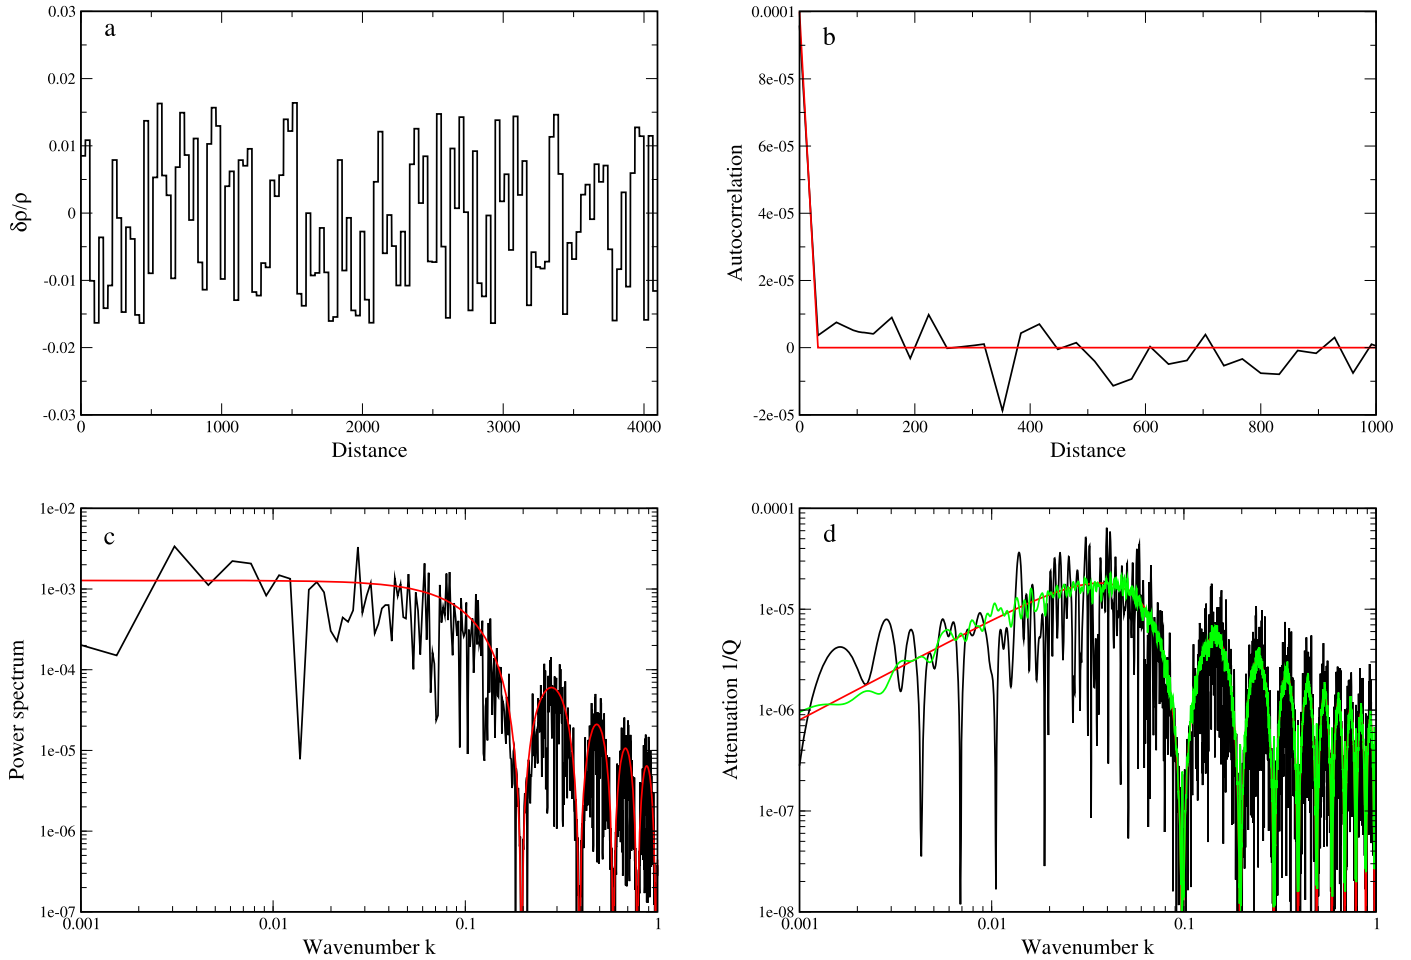 a
0.03
0.02
0.01
0
-0.01
-0.02
-0.03
δρ/ρ
0 1000 2000 3000 4000
Distance
b
0.0001
8e-05
6e-05
4e-05
2e-05
0
-2e-05
Autocorrelation
0 200 400 600 800 1000
Distance
c
1e-02
1e-03
1e-04
1e-05
1e-06
1e-07
Power spectrum
0.001 0.01 0.1 1
Wavenumber k
d
0.0001
1e-05
1e-06
1e-07
1e-08
Attenuation 1/Q
0.001 0.01 0.1 1
Wavenumber k